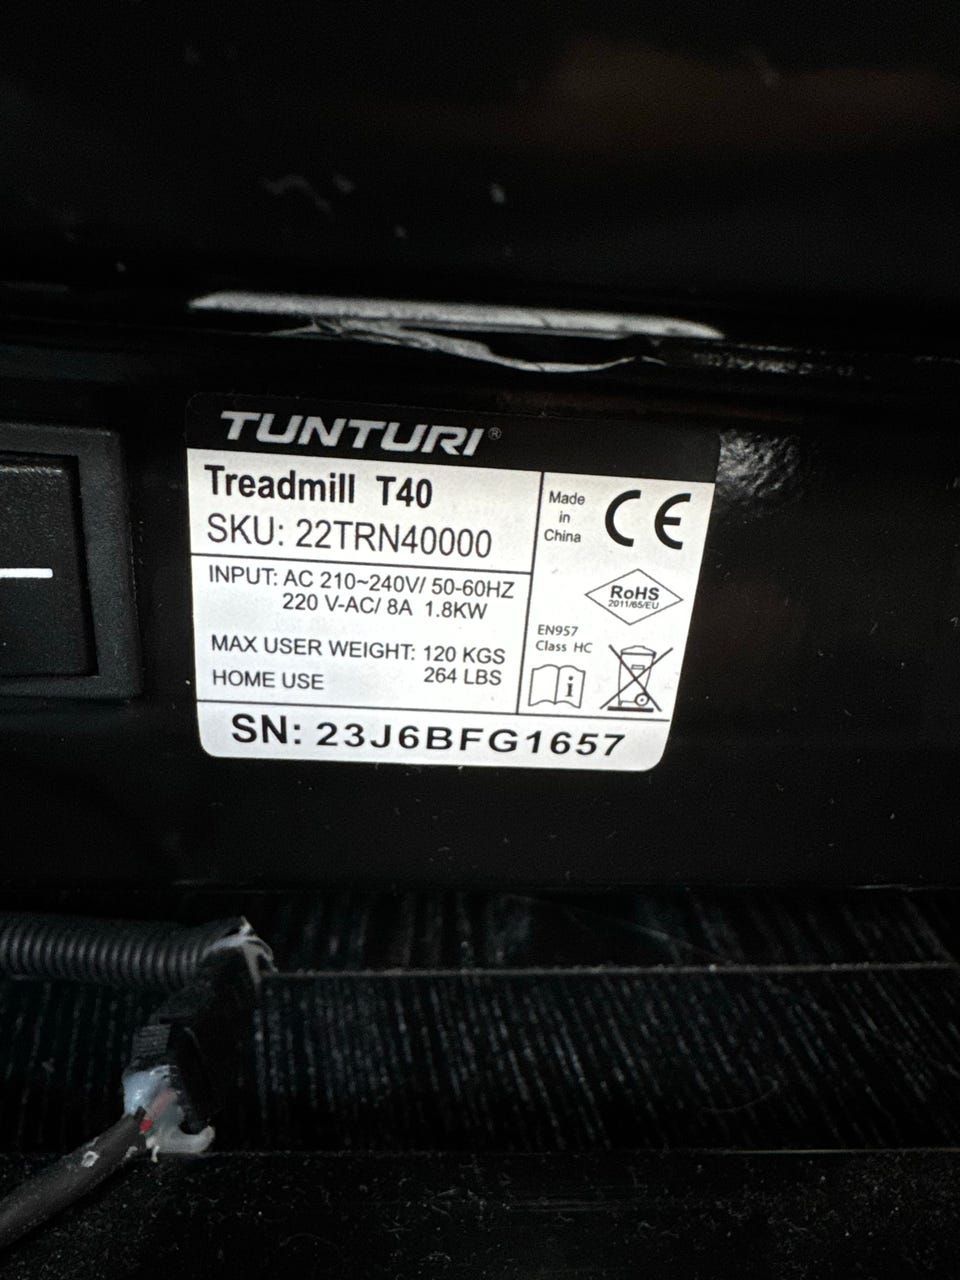 TUNTURI®
Treadmill T40
SKU: 22TRN40000
INPUT: AC 210~240V/ 50-60HZ
220 V-AC/ 8A 1.8KW
MAX USER WEIGHT: 120 KGS
264 LBS
HOME USE
Made
in
China
CE
RoHS
2011/65/EU
EN957
Class HC
i
SN: 23J6BFG1657